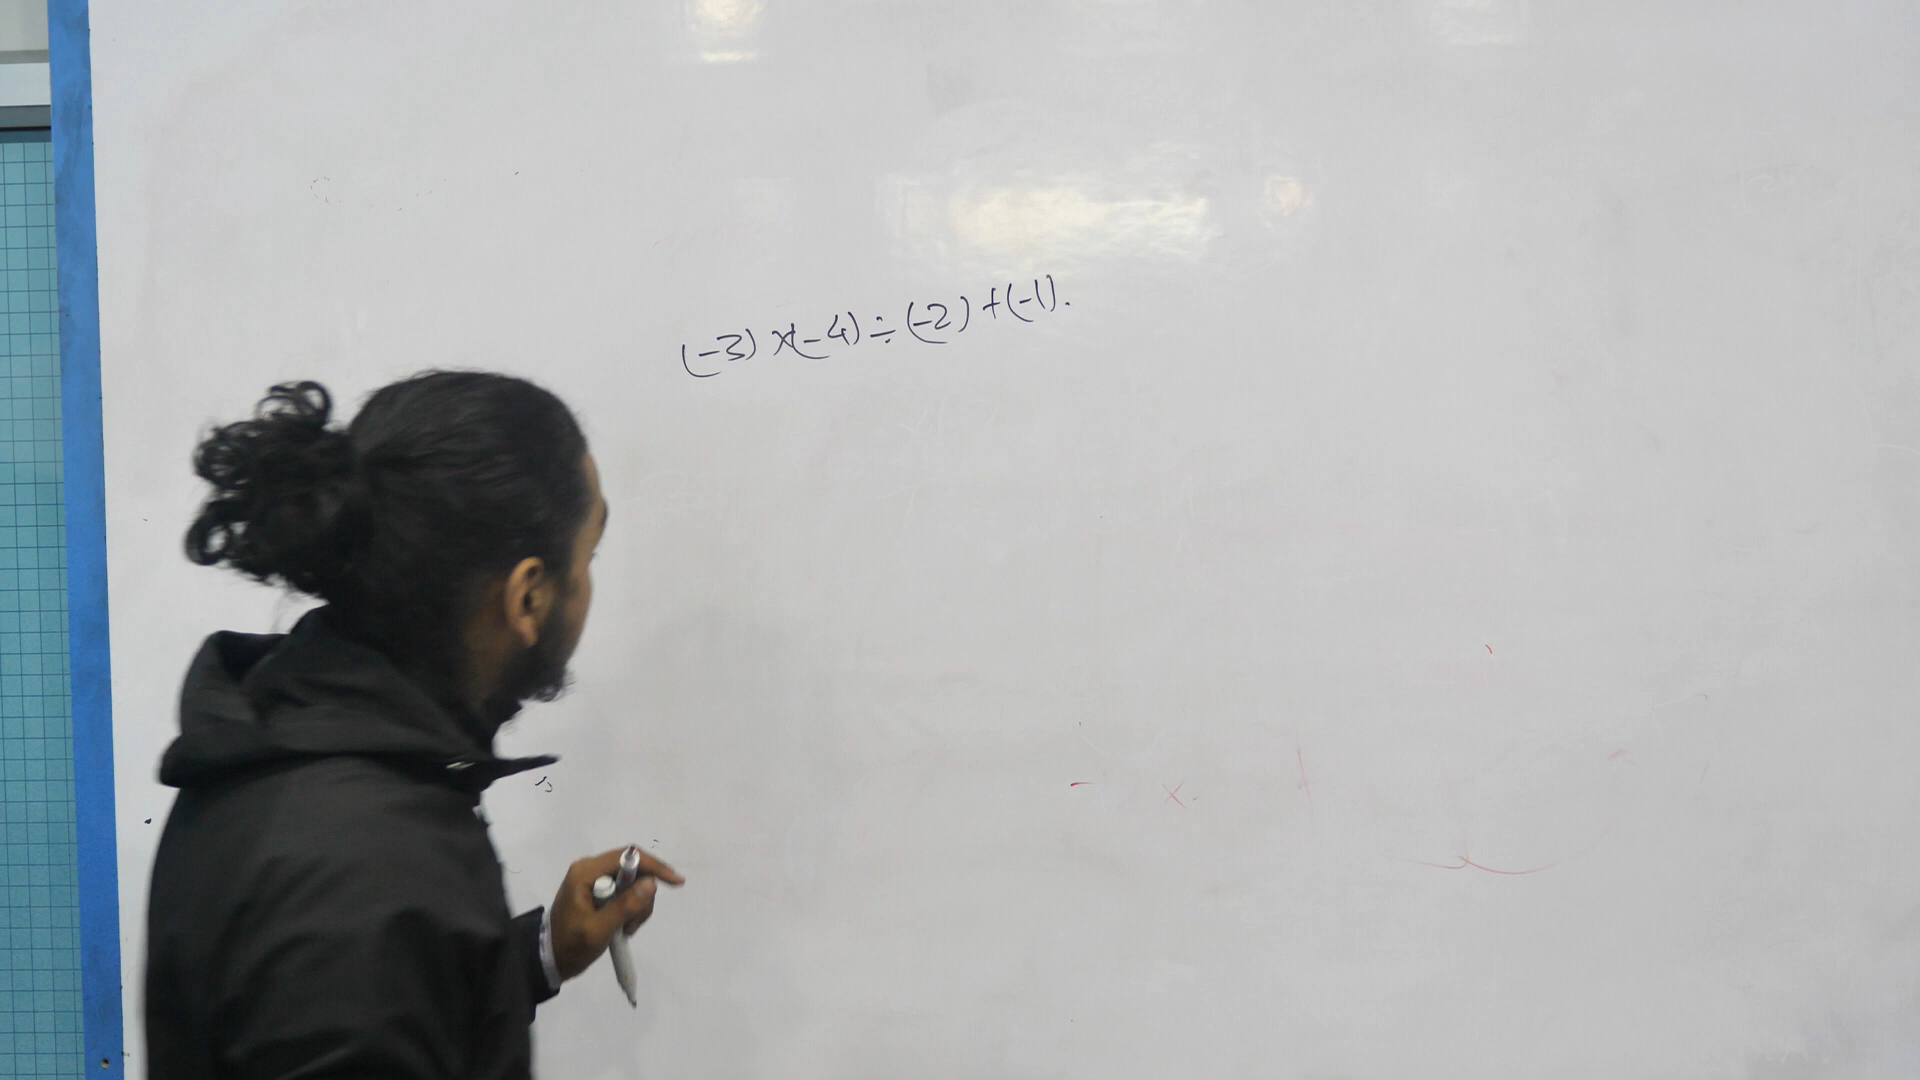 (-3) x(-4) ÷ (-2) + (-1).